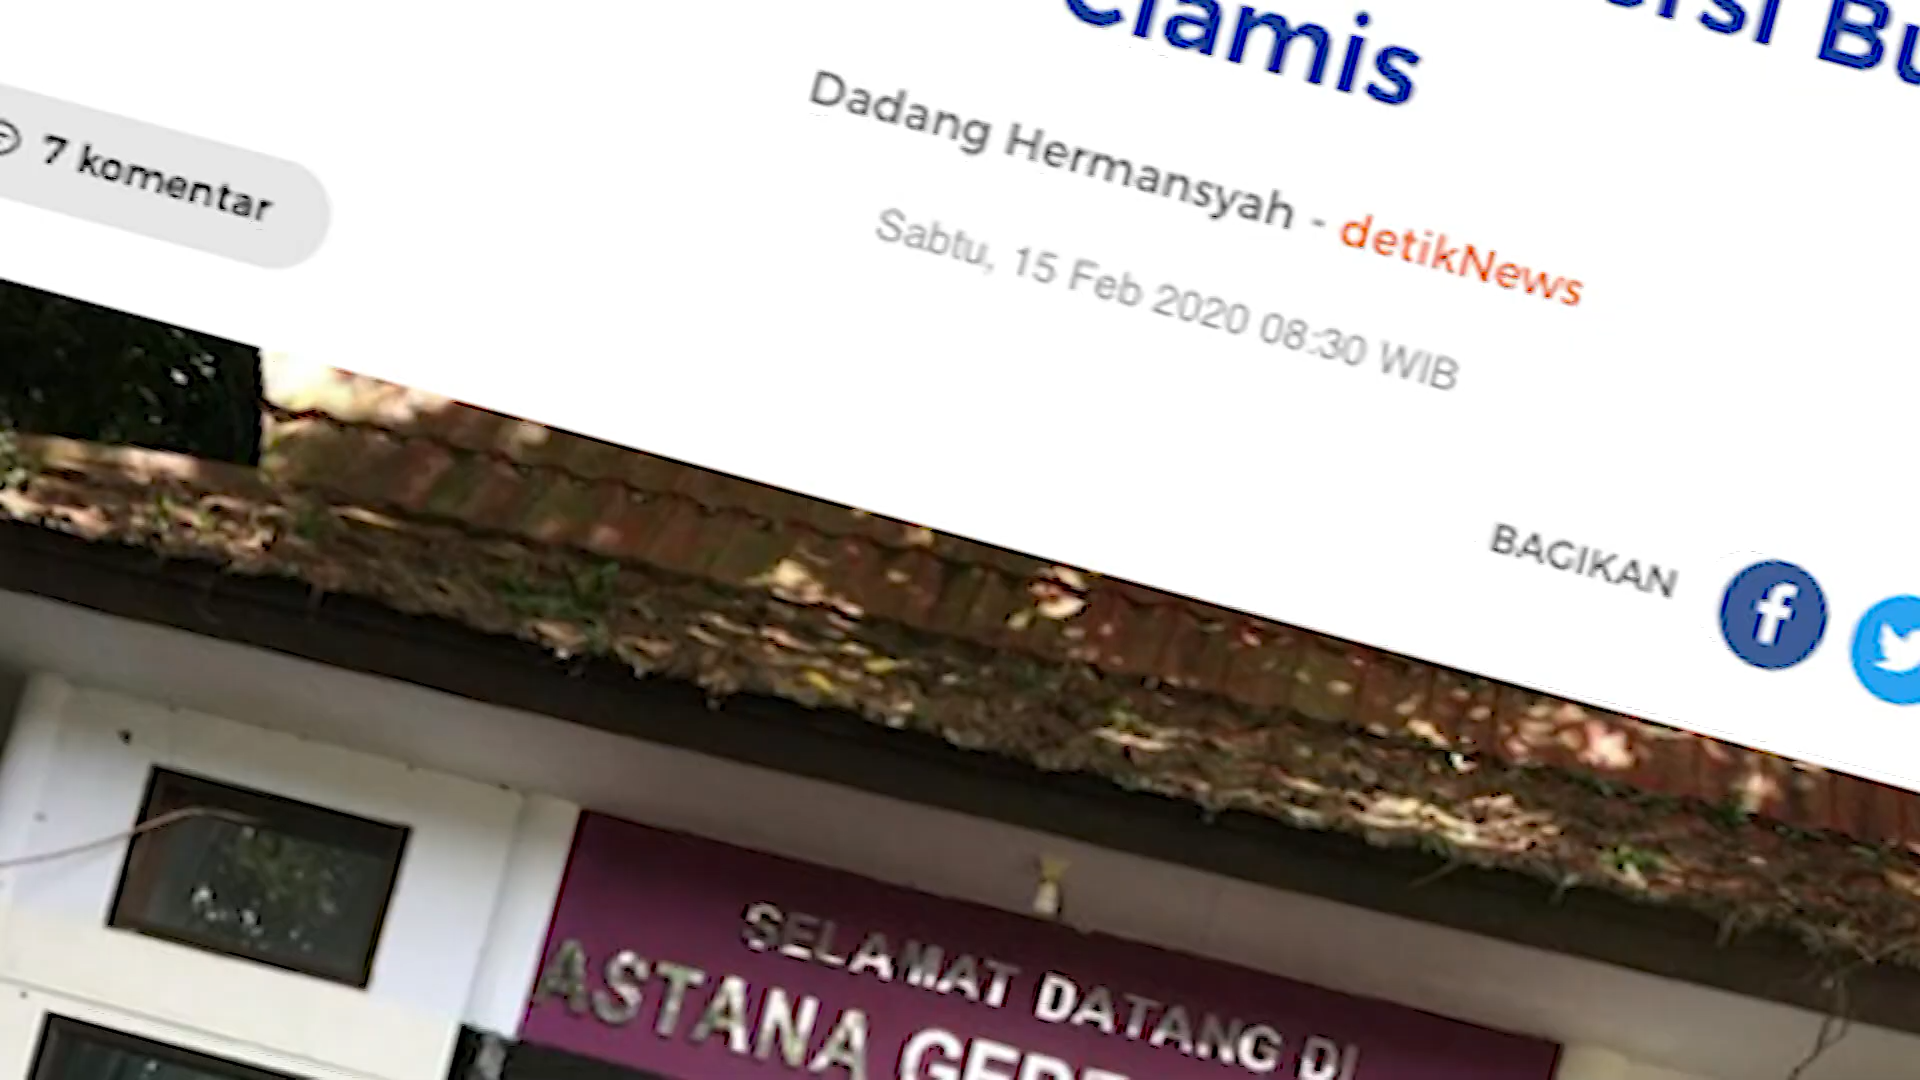 Ciamis
Dadang Hermansyah - detikNews
Sabtu, 15 Feb 2020 08:30 WIB
7 komentar
BAGIKAN
SELAMAT DATANG DI
ASTANA